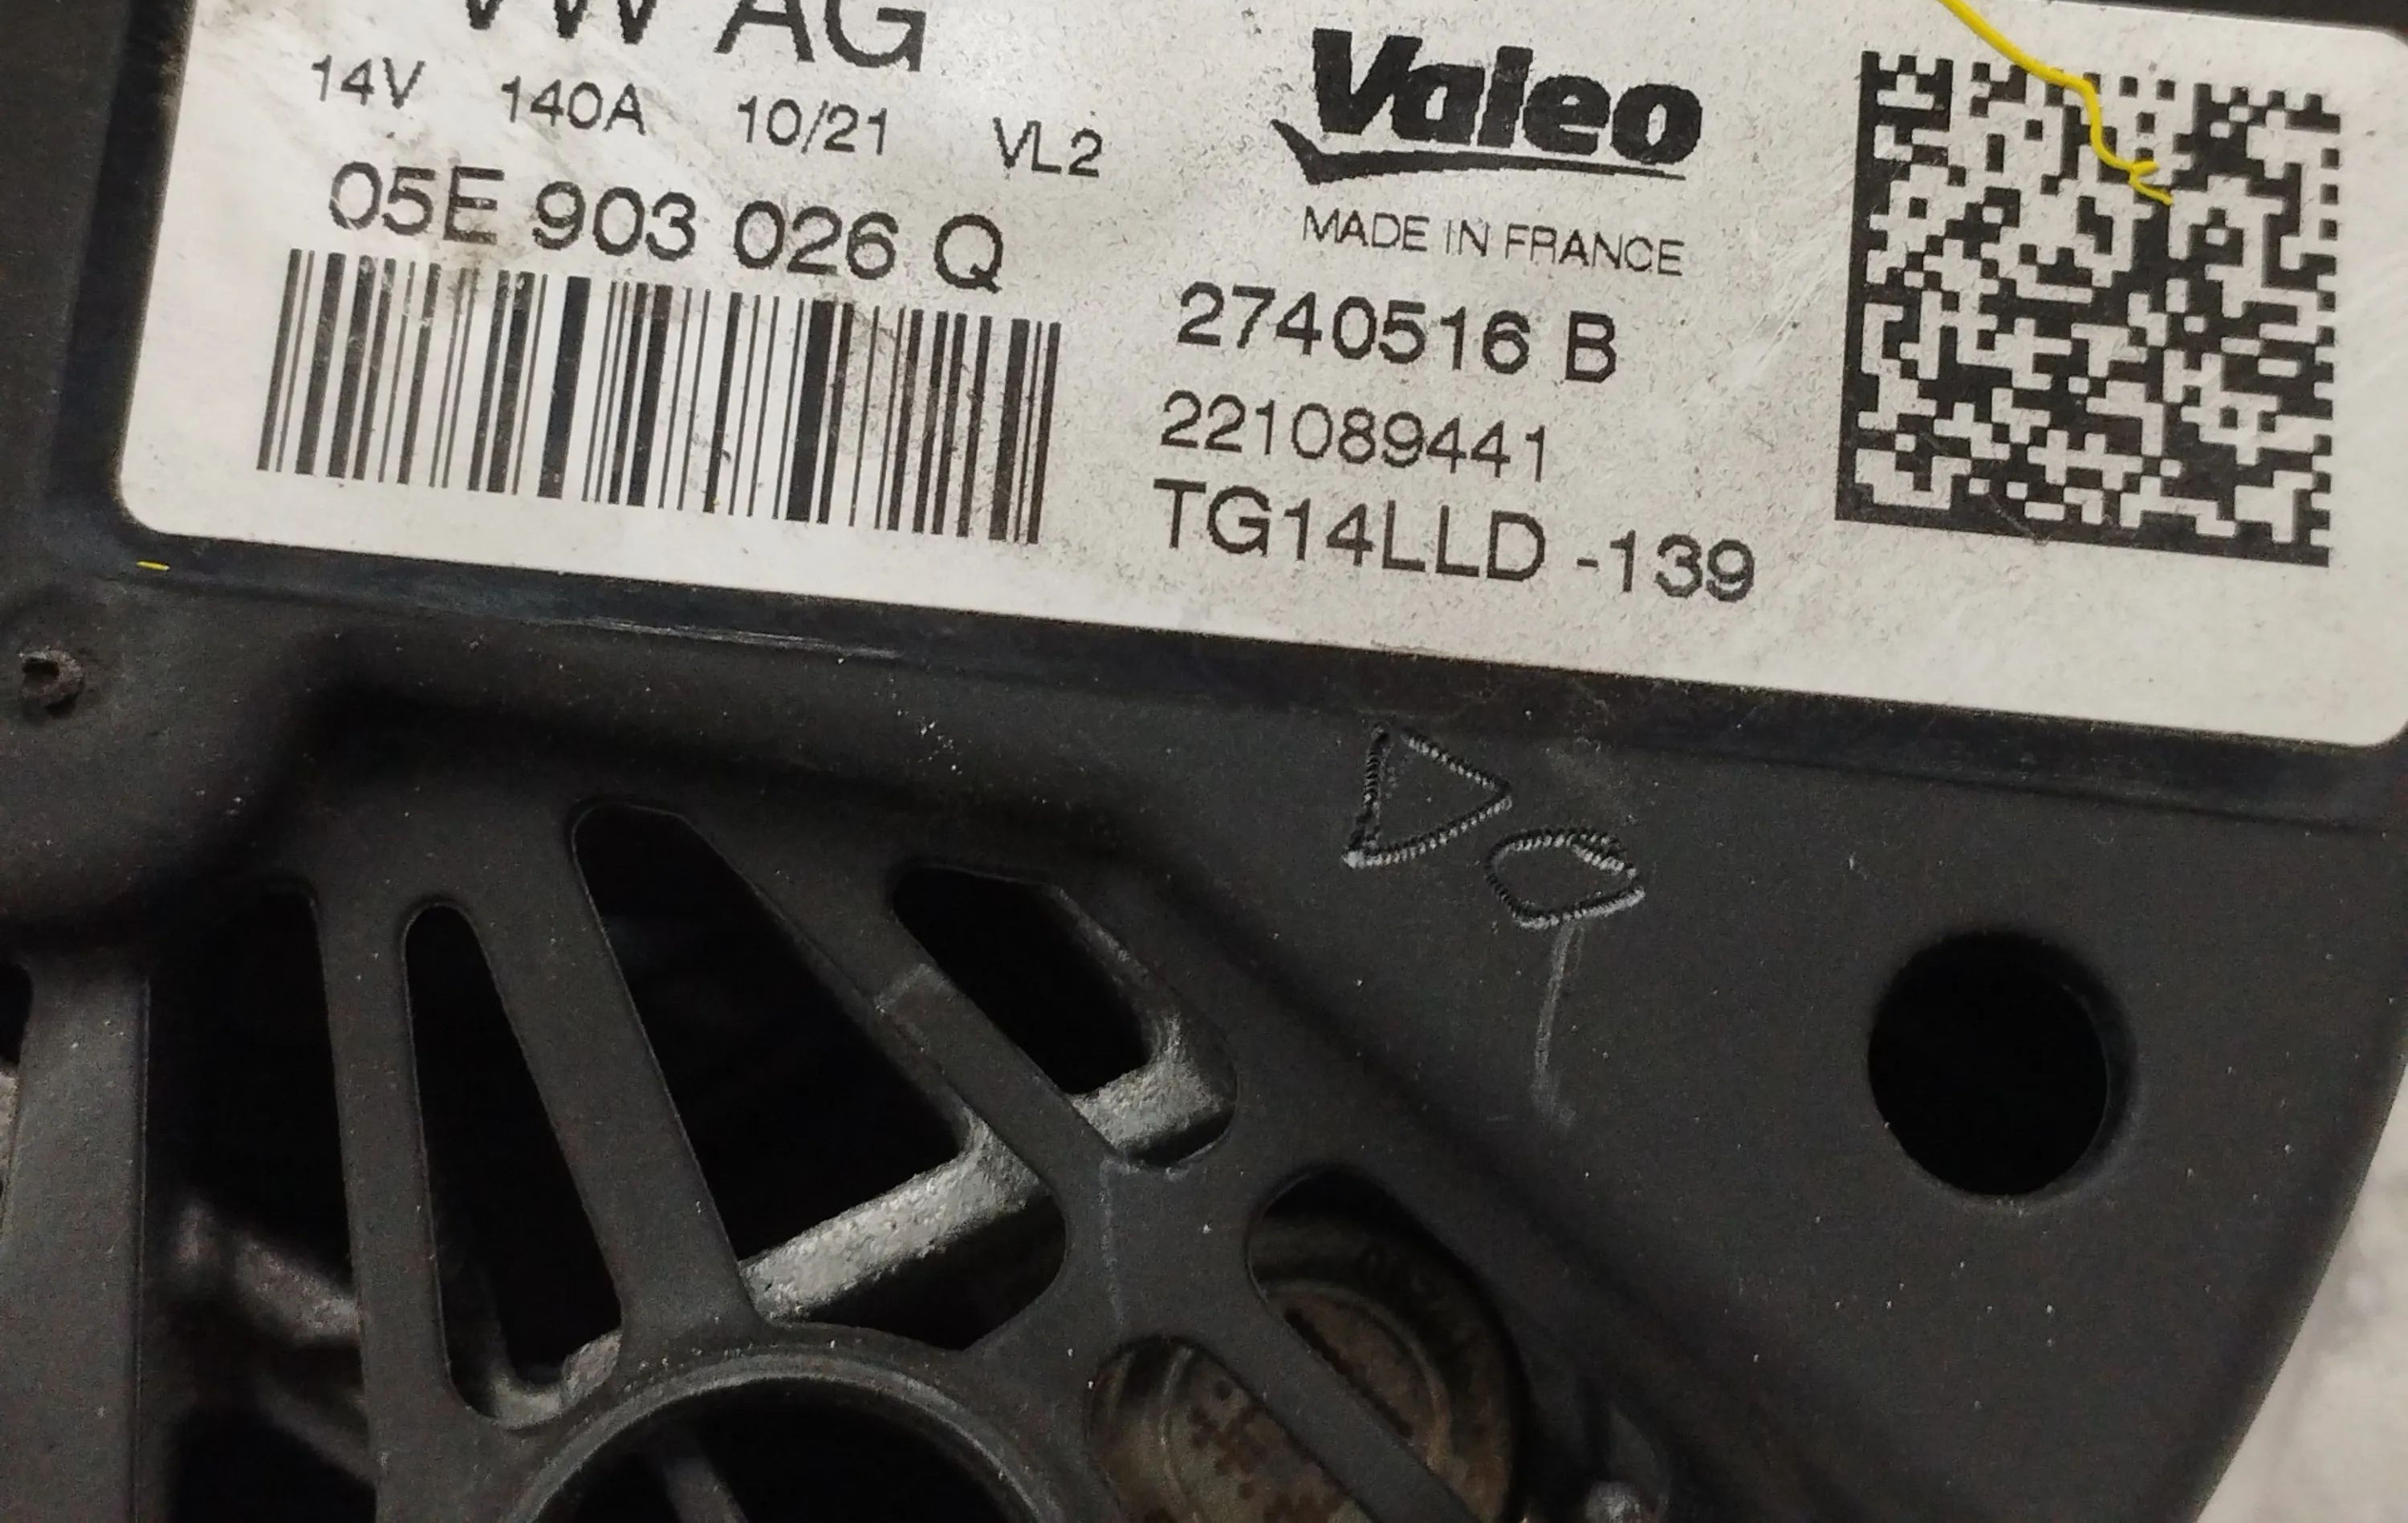 VW AG
14V 140A 10/21 VL2
05E 903 026 Q
Valeo
MADE IN FRANCE
2740516 B
221089441
TG14LLD -139